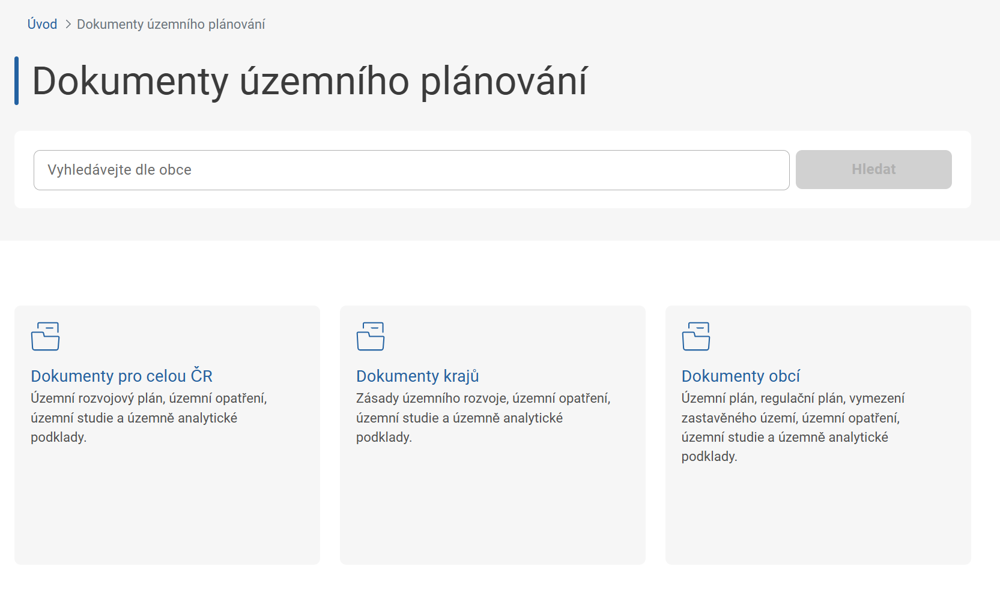 Úvod > Dokumenty územního plánování
Dokumenty územního plánování
Vyhledávejte dle obce
Hledat
Dokumenty pro celou ČR
Územní rozvojový plán, územní opatření,
územní studie a územně analytické
podklady.
Dokumenty krajů
Zásady územního rozvoje, územní opatření,
územní studie a územně analytické
podklady.
Dokumenty obcí
Územní plán, regulační plán, vymezení
zastavěného území, územní opatření,
územní studie a územně analytické
podklady.